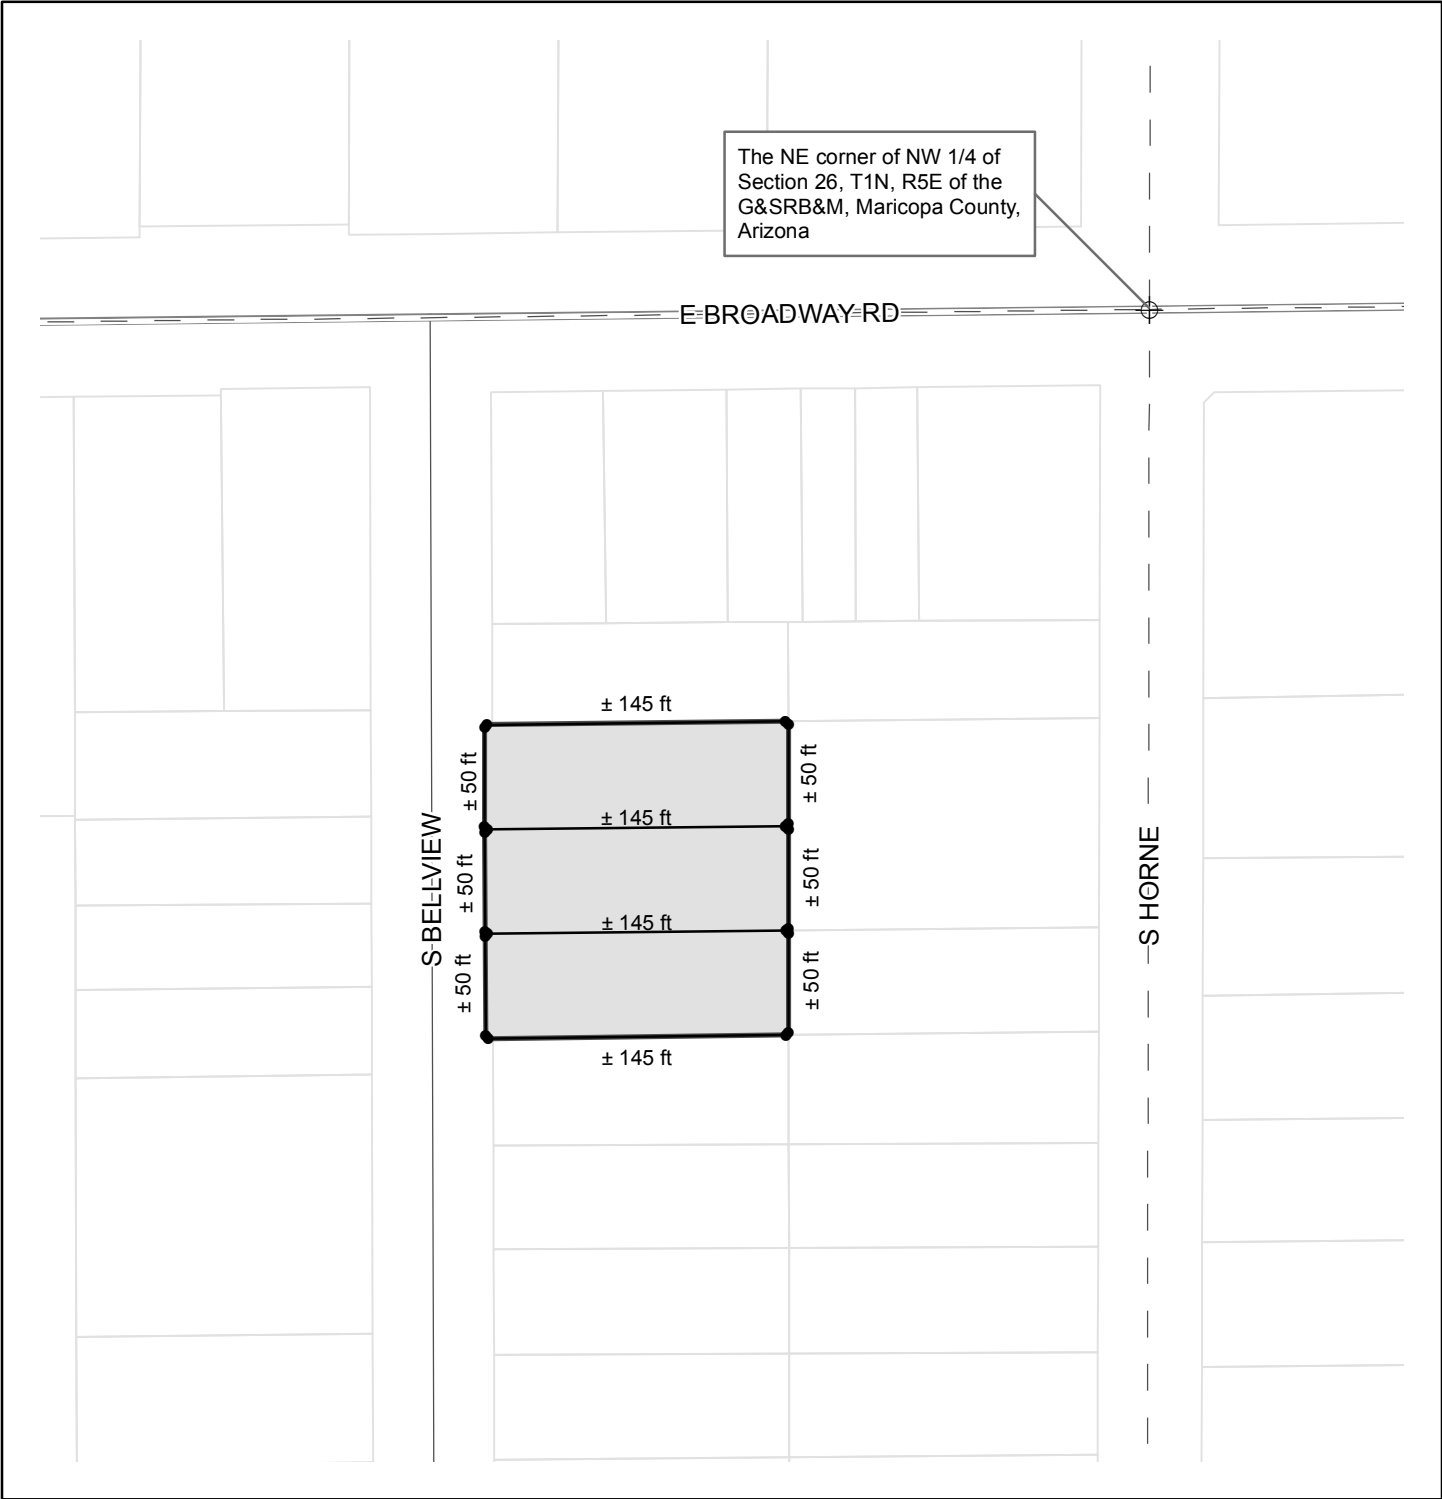 The NE corner of NW 1/4 of
Section 26, T1N, R5E of the
G&SRB&M, Maricopa County,
Arizona
E BROADWAY RD
± 145 ft
± 50 ft
± 50 ft
± 145 ft
S BELLVIEW
± 50 ft
± 50 ft
S HORNE
± 145 ft
± 50 ft
± 50 ft
± 145 ft